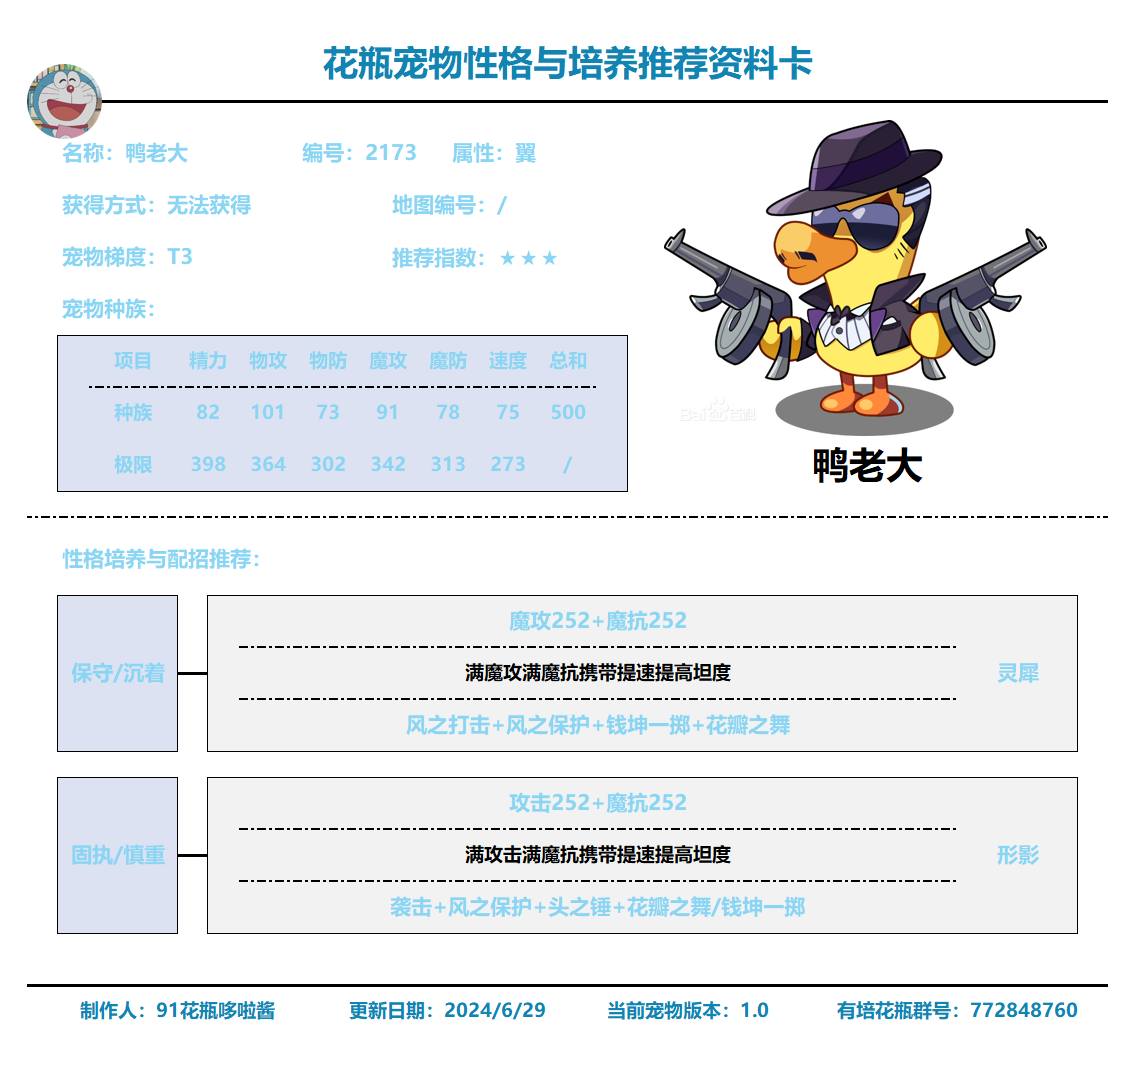 花瓶宠物性格与培养推荐资料卡
名称：鸭老大 编号：2173 属性：翼
获得方式：无法获得 地图编号：/
宠物梯度：T3 推荐指数：★★★
宠物种族：
项目 精力 物攻 物防 魔攻 魔防 速度 总和
种族 82 101 73 91 78 75 500
极限 398 364 302 342 313 273 /
Bai 百科
鸭老大
性格培养与配招推荐：
保守/沉着
魔攻252+魔抗252
满魔攻满魔抗携带提速提高坦度
风之打击+风之保护+钱坤一掷+花瓣之舞
灵犀
固执/慎重
攻击252+魔抗252
满攻击满魔抗携带提速提高坦度
袭击+风之保护+头之锤+花瓣之舞/钱坤一掷
形影
制作人：91花瓶哆啦酱 更新日期：2024/6/29 当前宠物版本：1.0 有培花瓶群号：772848760